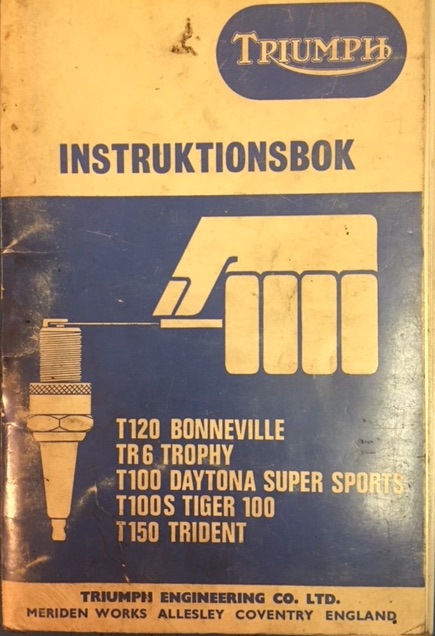 TRIUMPH
INSTRUKTIONSBOK
T120 BONNEVILLE
TR6 TROPHY
T100 DAYTONA SUPER SPORTS
T100S TIGER 100
T150 TRIDENT
TRIUMPH ENGINEERING CO. LTD.
MERIDEN WORKS ALLESLEY COVENTRY ENGLAND